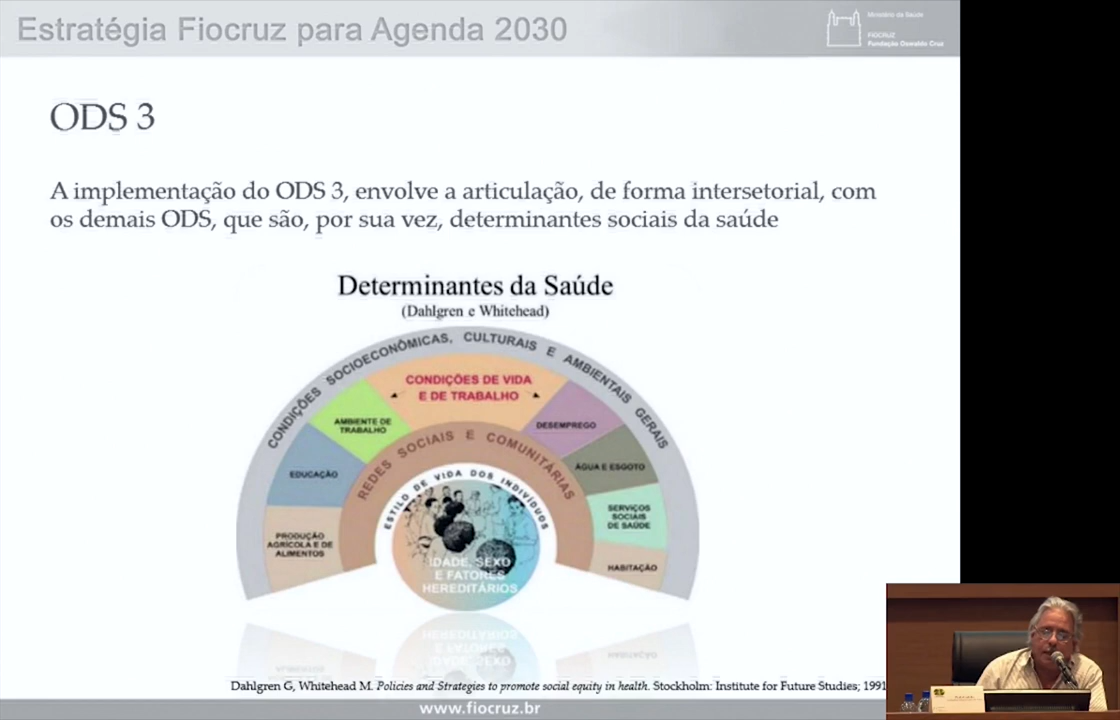 Estratégia Fiocruz para Agenda 2030
Ministério da Saúde
FIOCRUZ
Fundação Oswaldo Cruz
ODS 3
A implementação do ODS 3, envolve a articulação, de forma intersetorial, com
os demais ODS, que são, por sua vez, determinantes sociais da saúde
Determinantes da Saúde
(Dahlgren e Whitehead)
CONDIÇÕES SOCIOECONÔMICAS, CULTURAIS E AMBIENTAIS GERAIS
CONDIÇÕES DE VIDA
E DE TRABALHO
AMBIENTE DE
TRABALHO
DESEMPREGO
REDES SOCIAIS E COMUNITÁRIAS
EDUCAÇÃO
ÁGUA E ESGOTO
ESTILO DE VIDA DOS INDIVÍDUOS
SERVIÇOS
SOCIAIS
DE SAÚDE
PRODUÇÃO
AGRÍCOLA E DE
ALIMENTOS
HABITAÇÃO
IDADE, SEXO
E FATORES
HEREDITÁRIOS
Dahlgren G, Whitehead M. Policies and Strategies to promote social equity in health. Stockholm: Institute for Future Studies; 1991
www.fiocruz.br